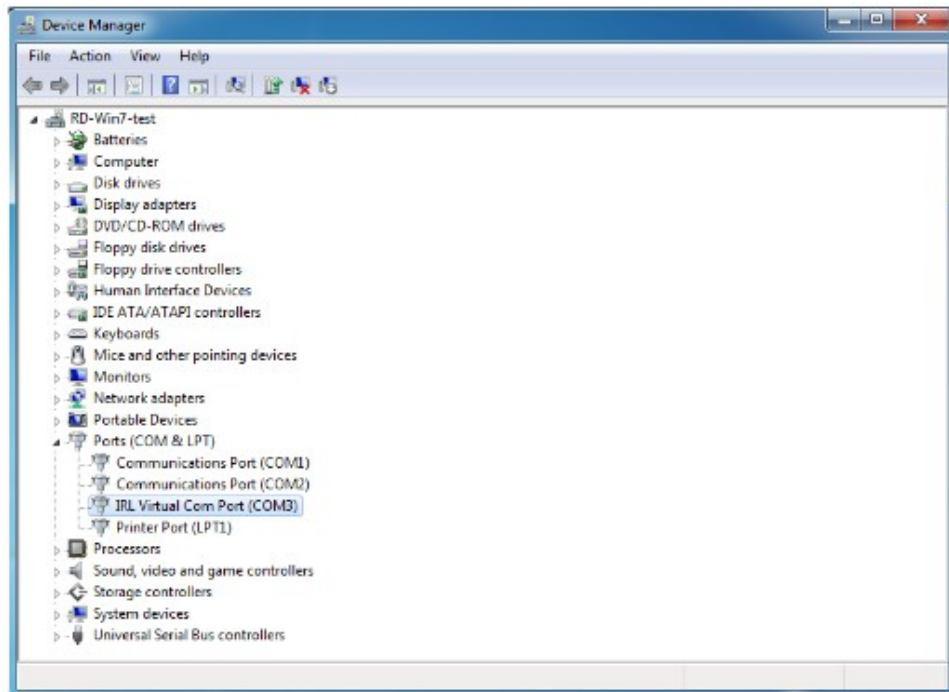 Device Manager
File Action View Help
RD-Win7-test
Batteries
Computer
Disk drives
Display adapters
DVD/CD-ROM drives
Floppy disk drives
Floppy drive controllers
Human Interface Devices
IDE ATA/ATAPI controllers
Keyboards
Mice and other pointing devices
Monitors
Network adapters
Portable Devices
Ports (COM & LPT)
Communications Port (COM1)
Communications Port (COM2)
IRL Virtual Com Port (COM3)
Printer Port (LPT1)
Processors
Sound, video and game controllers
Storage controllers
System devices
Universal Serial Bus controllers